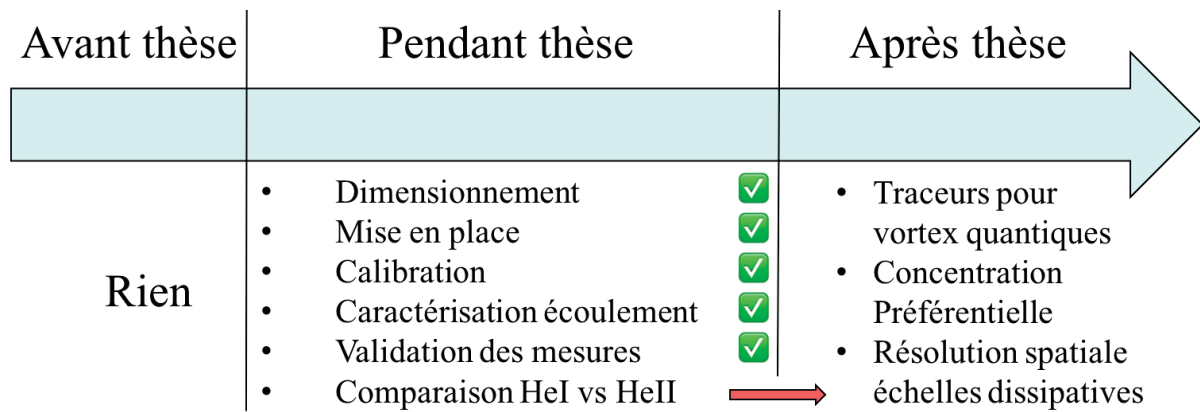 Avant thèse
Pendant thèse
Après thèse
Rien
• Dimensionnement ✅
• Mise en place ✅
• Calibration ✅
• Caractérisation écoulement ✅
• Validation des mesures ✅
• Comparaison HeI vs HeII
• Traceurs pour
vortex quantiques
• Concentration
Préférentielle
• Résolution spatiale
échelles dissipatives